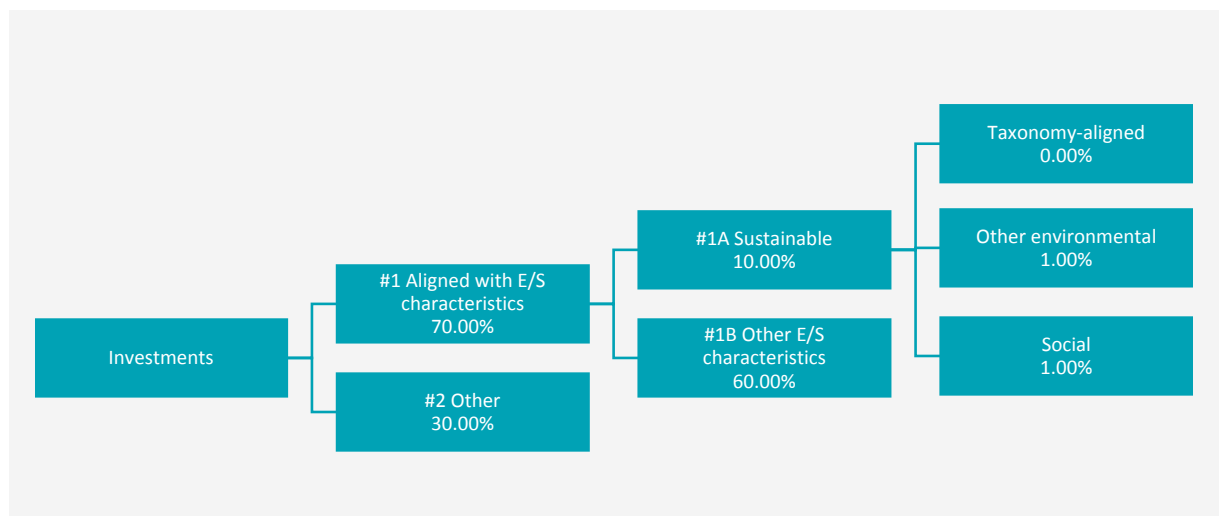 Investments
#1 Aligned with E/S
characteristics
70.00%
#2 Other
30.00%
#1A Sustainable
10.00%
#1B Other E/S
characteristics
60.00%
Taxonomy-aligned
0.00%
Other environmental
1.00%
Social
1.00%